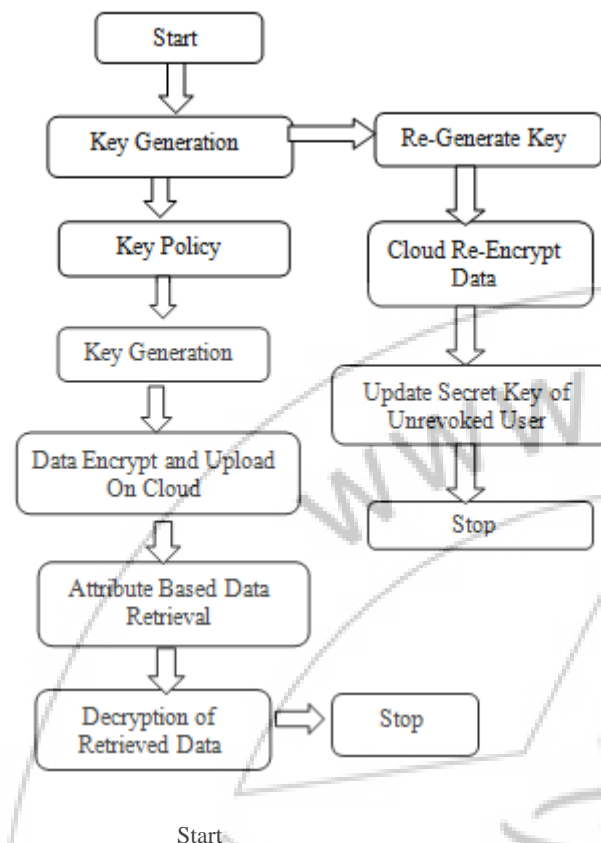 Start
Key Generation
Re-Generate Key
Key Policy
Cloud Re-Encrypt
Data
Key Generation
Update Secret Key of
Unrevoked User
Data Encrypt and Upload
On Cloud
Stop
Attribute Based Data
Retrieval
Decryption of
Retrieved Data
Stop
Start
www